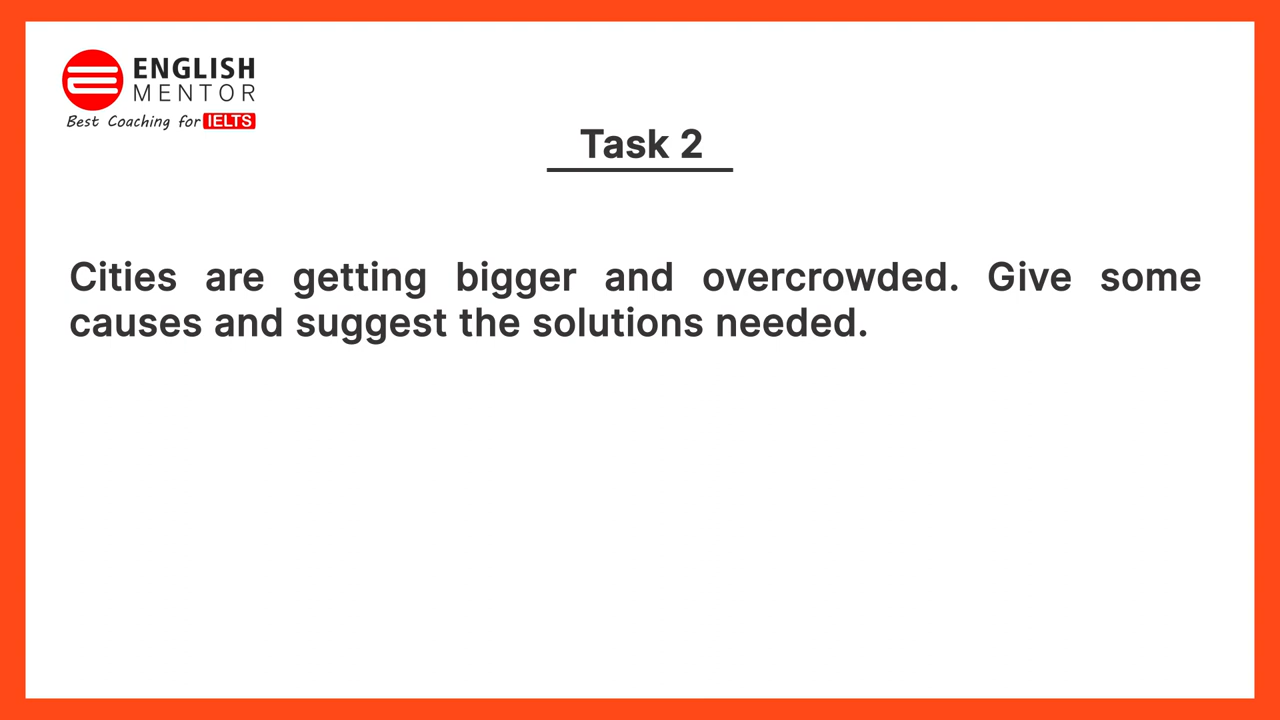 ENGLISH
MENTOR
Best Coaching for IELTS
Task 2
Cities are getting bigger and overcrowded. Give some
causes and suggest the solutions needed.